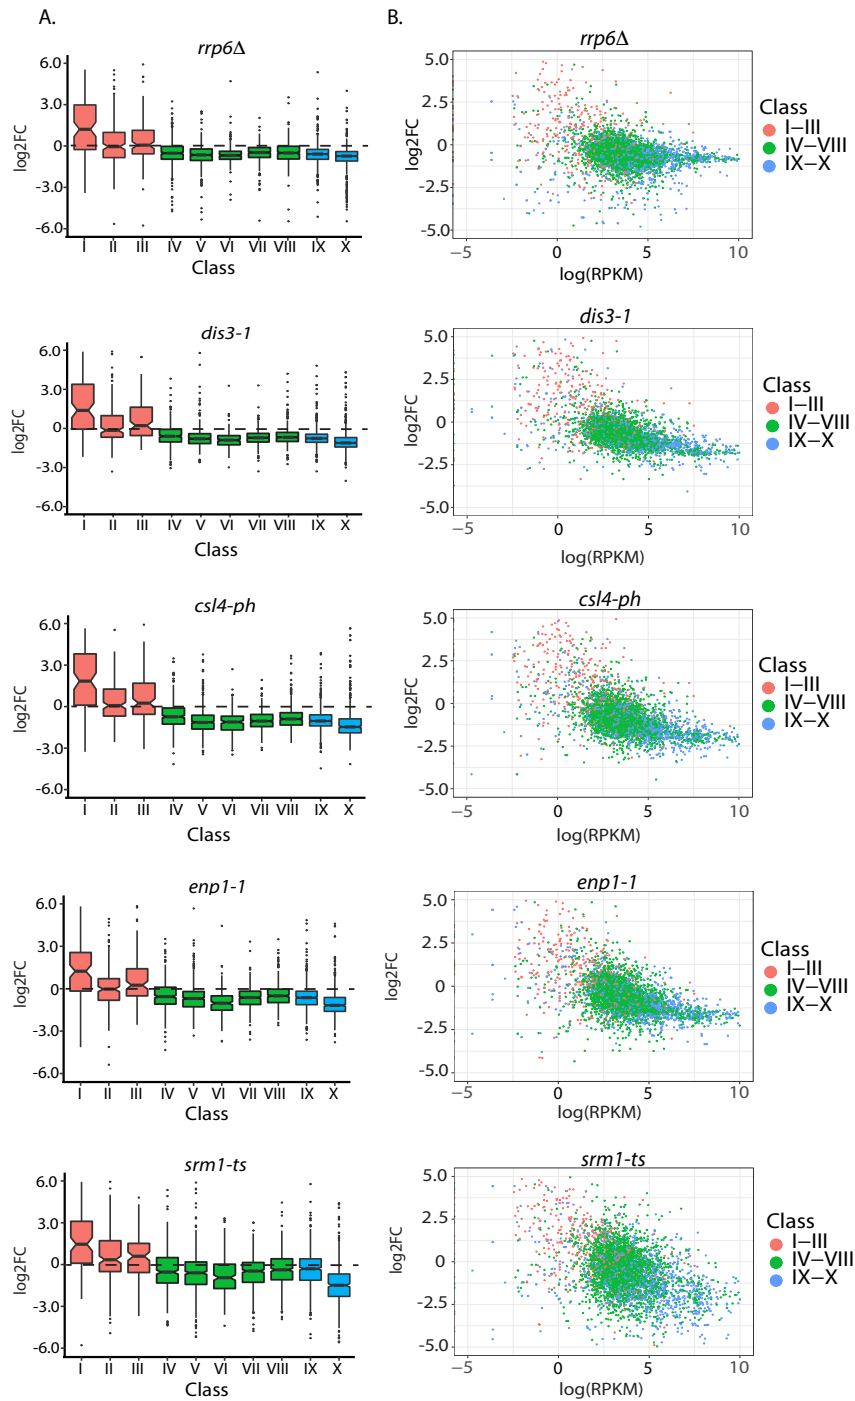 A.
B.
rrp6Δ
6.0
3.0
0
-3.0
-6.0
log2FC
I II III IV V VI VII VIII IX X
Class
rrp6Δ
5.0
2.5
0
-2.5
-5.0
log2FC
−5 0 5 10
log(RPKM)
Class
I−III
IV−VIII
IX−X
dis3-1
6.0
3.0
0
-3.0
-6.0
log2FC
I II III IV V VI VII VIII IX X
Class
dis3-1
5.0
2.5
0
-2.5
-5.0
log2FC
−5 0 5 10
log(RPKM)
Class
I−III
IV−VIII
IX−X
csl4-ph
6.0
3.0
0
-3.0
-6.0
log2FC
I II III IV V VI VII VIII IX X
Class
csl4-ph
5.0
2.5
0
-2.5
-5.0
log2FC
−5 0 5 10
log(RPKM)
Class
I−III
IV−VIII
IX−X
enp1-1
6.0
3.0
0
-3.0
-6.0
log2FC
I II III IV V VI VII VIII IX X
Class
enp1-1
5.0
2.5
0
-2.5
-5.0
log2FC
−5 0 5 10
log(RPKM)
Class
I−III
IV−VIII
IX−X
srm1-ts
6.0
3.0
0
-3.0
-6.0
log2FC
I II III IV V VI VII VIII IX X
Class
srm1-ts
5.0
2.5
0
-2.5
-5.0
log2FC
−5 0 5 10
log(RPKM)
Class
I−III
IV−VIII
IX−X